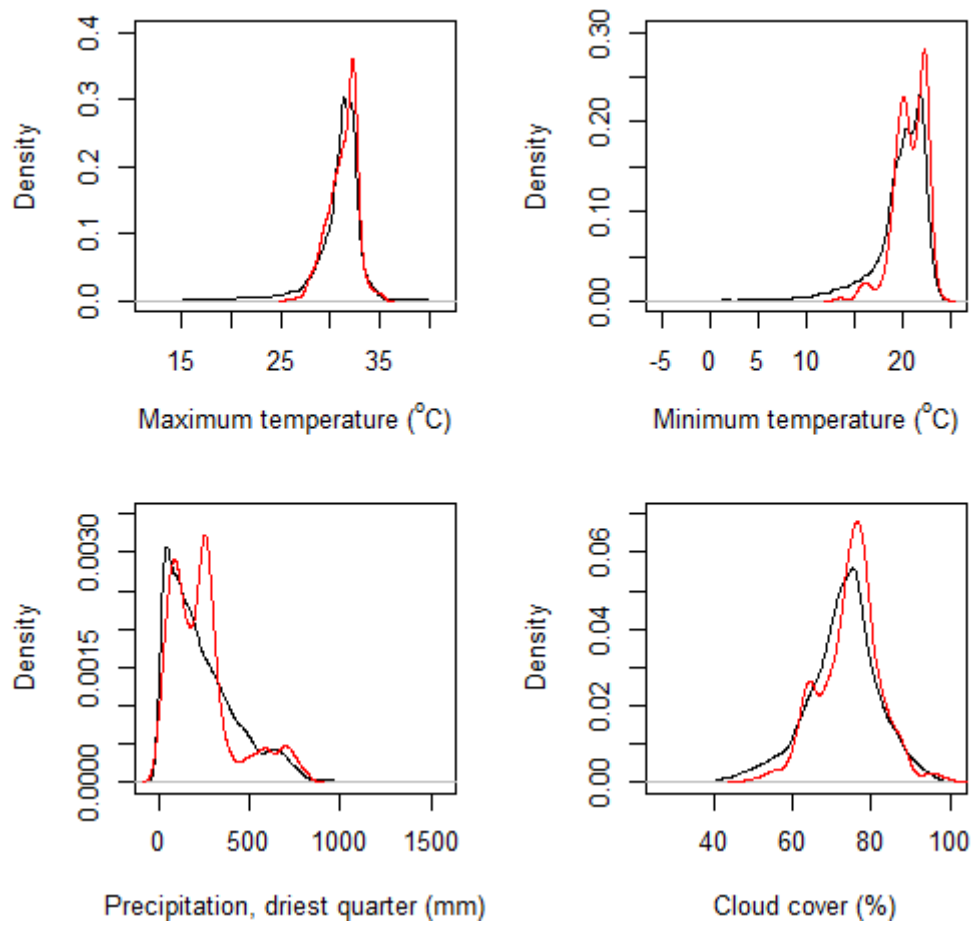 Density
0.0 0.1 0.2 0.3 0.4
15 25 35
Maximum temperature (°C)
Density
0.00 0.10 0.20 0.30
-5 0 5 10 20
Minimum temperature (°C)
Density
0.0000 0.0015 0.0030
0 500 1000 1500
Precipitation, driest quarter (mm)
Density
0.00 0.02 0.04 0.06
40 60 80 100
Cloud cover (%)